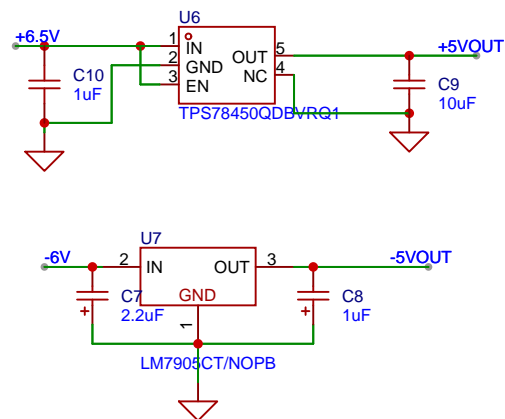 U6
+6.5V
1
IN
2
GND
3
EN
OUT
5
NC
4
+5VOUT
C10
1uF
C9
10uF
TPS78450QDBVRQ1
U7
-6V
2
IN
OUT
3
-5VOUT
GND
C7
2.2uF
+
1
C8
1uF
+
LM7905CT/NOPB